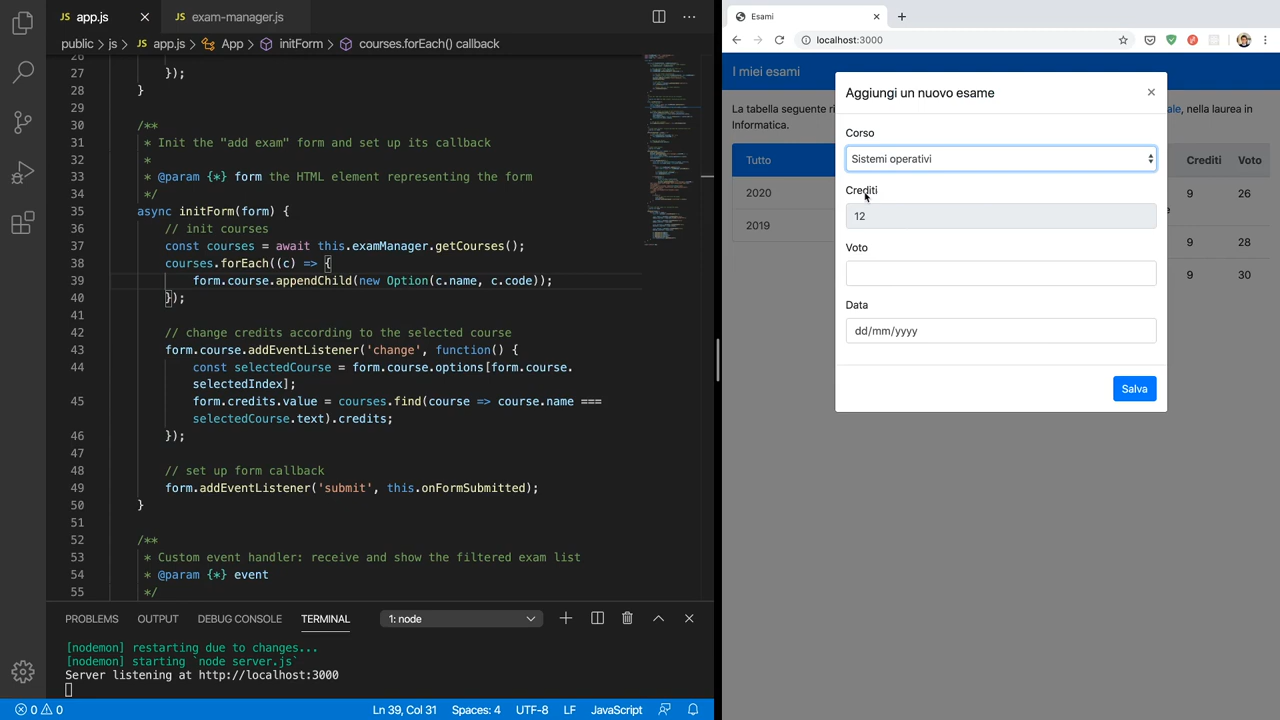 app.js
exam-manager.js
public > js > app.js > App > initForm > courses.forEach() callback
26
27 });
28 }
29
30 /**
31 * Init the "add exam" form and set up its callback
32 *
33 * @param {*} form the HTML element representing the form
34 */
35 async initForm(form) {
36 // init courses
37 const courses = await this.examManager.getCourses();
38 courses.forEach((c) => {
39 form.course.appendChild(new Option(c.name, c.code));
40 });
41
42 // change credits according to the selected course
43 form.course.addEventListener('change', function() {
44 const selectedCourse = form.course.options[form.course.
selectedIndex];
45 form.credits.value = courses.find(course => course.name ===
selectedCourse.text).credits;
46 });
47
48 // set up form callback
49 form.addEventListener('submit', this.onFormSubmitted);
50 }
51
52 /**
53 * Custom event handler: receive and show the filtered exam list
54 * @param {*} event
55 */
PROBLEMS OUTPUT DEBUG CONSOLE TERMINAL 1: node
[nodemon] restarting due to changes...
[nodemon] starting `node server.js`
Server listening at http://localhost:3000
0 0 Ln 39, Col 31 Spaces: 4 UTF-8 LF JavaScript
Esami
localhost:3000
I miei esami
La tabella seguente ri
ale, nella laurea in
Informatica.
Tutto
2020
2019
Crediti Voto
9 26
e
9 28
9 30
Aggiungi un nuovo esame
Corso
Sistemi operativi
Crediti
12
Voto
Data
dd/mm/yyyy
Salva